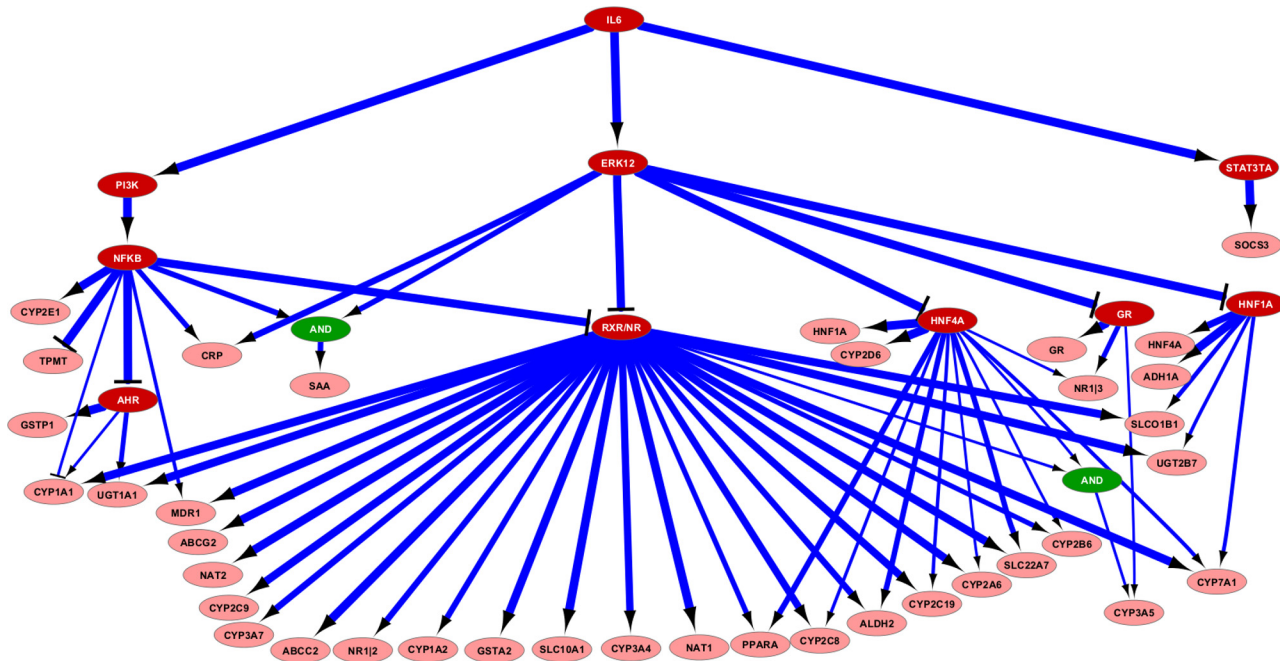 IL6
ERK12
STAT3TA
PI3K
SOCS3
NFKB
CYP2E1
HNF1A
AND
RXR/NR
HNF4A
GR
HNF1A
CRP
TPMT
CYP2D6
GR
HNF4A
SAA
ADH1A
NR1|3
AHR
GSTP1
SLCO1B1
UGT2B7
AND
CYP1A1
UGT1A1
MDR1
ABCG2
CYP2B6
SLC22A7
NAT2
CYP2A6
CYP7A1
CYP2C9
CYP2C19
CYP3A5
ALDH2
CYP3A7
CYP2C8
ABCC2
NR1|2
CYP1A2
GSTA2
SLC10A1
CYP3A4
NAT1
PPARA